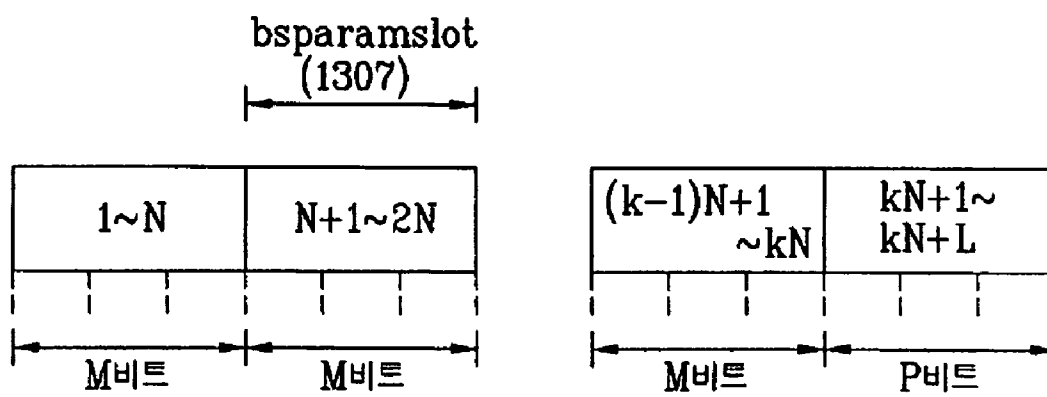 bsparamslot
(1307)
1~N
N+1~2N
(k-1)N+1
~kN
kN+1~
kN+L
M비트
M비트
M비트
P비트